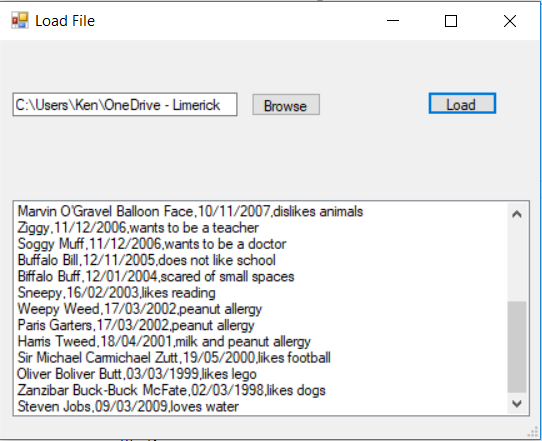 Load File
C:\Users\Ken\OneDrive - Limerick
Browse
Load
Marvin O'Gravel Balloon Face,10/11/2007,dislikes animals
Ziggy,11/12/2006,wants to be a teacher
Soggy Muff,11/12/2006,wants to be a doctor
Buffalo Bill,12/11/2005,does not like school
Biffalo Buff,12/01/2004,scared of small spaces
Sneepy,16/02/2003,likes reading
Weepy Weed,17/03/2002,peanut allergy
Paris Garters,17/03/2002,peanut allergy
Harris Tweed,18/04/2001,milk and peanut allergy
Sir Michael Carmichael Zutt,19/05/2000,likes football
Oliver Boliver Butt,03/03/1999,likes lego
Zanzibar Buck-Buck McFate,02/03/1998,likes dogs
Steven Jobs,09/03/2009,loves water